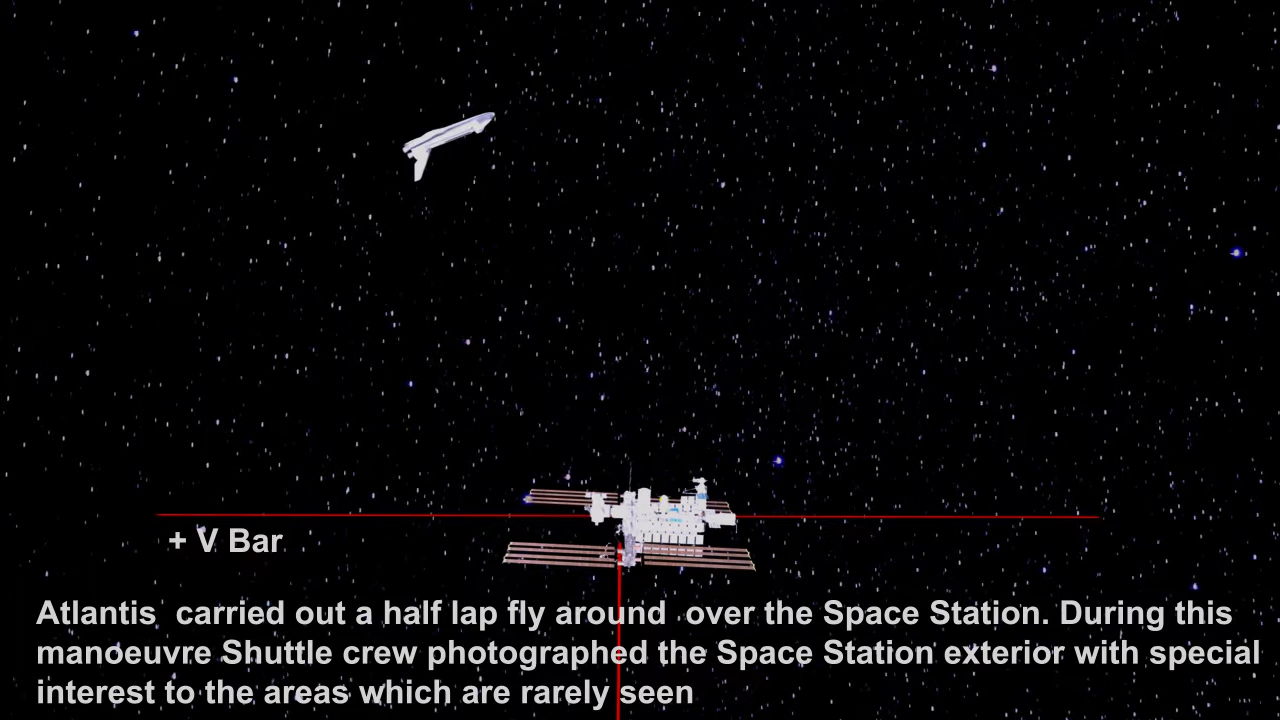 + V Bar
Atlantis  carried out a half lap fly around  over the Space Station. During this
manoeuvre Shuttle crew photographed the Space Station exterior with special
interest to the areas which are rarely seen